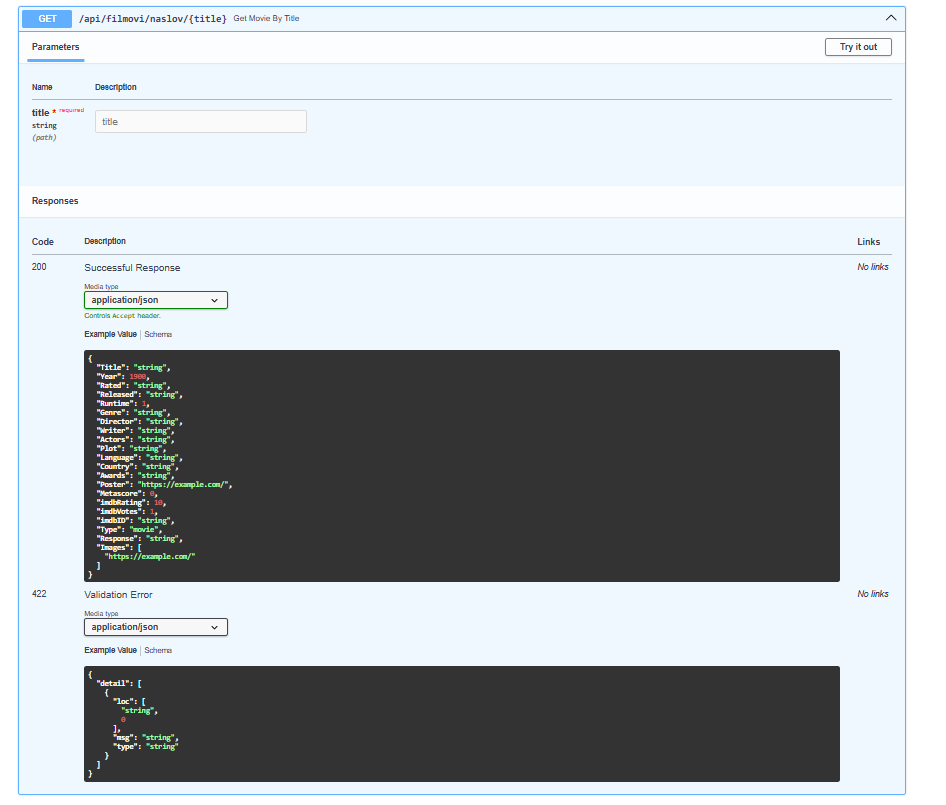 GET /api/filmovi/naslov/{title} Get Movie By Title
Parameters
Try it out
Name Description
title * required
string
(path)
title
Responses
Code Description Links
200 Successful Response No links
Media type
application/json
Controls Accept header.
Example Value | Schema
{
  "Title": "string",
  "Year": 1900,
  "Rated": "string",
  "Released": "string",
  "Runtime": 1,
  "Genre": "string",
  "Director": "string",
  "Writer": "string",
  "Actors": "string",
  "Plot": "string",
  "Language": "string",
  "Country": "string",
  "Awards": "string",
  "Poster": "https://example.com/",
  "Metascore": 0,
  "imdbRating": 10,
  "imdbVotes": 1,
  "imdbID": "string",
  "Type": "movie",
  "Response": "string",
  "Images": [
    "https://example.com/"
  ]
}
422 Validation Error No links
Media type
application/json
Example Value | Schema
{
  "detail": [
    {
      "loc": [
        "string",
        0
      ],
      "msg": "string",
      "type": "string"
    }
  ]
}